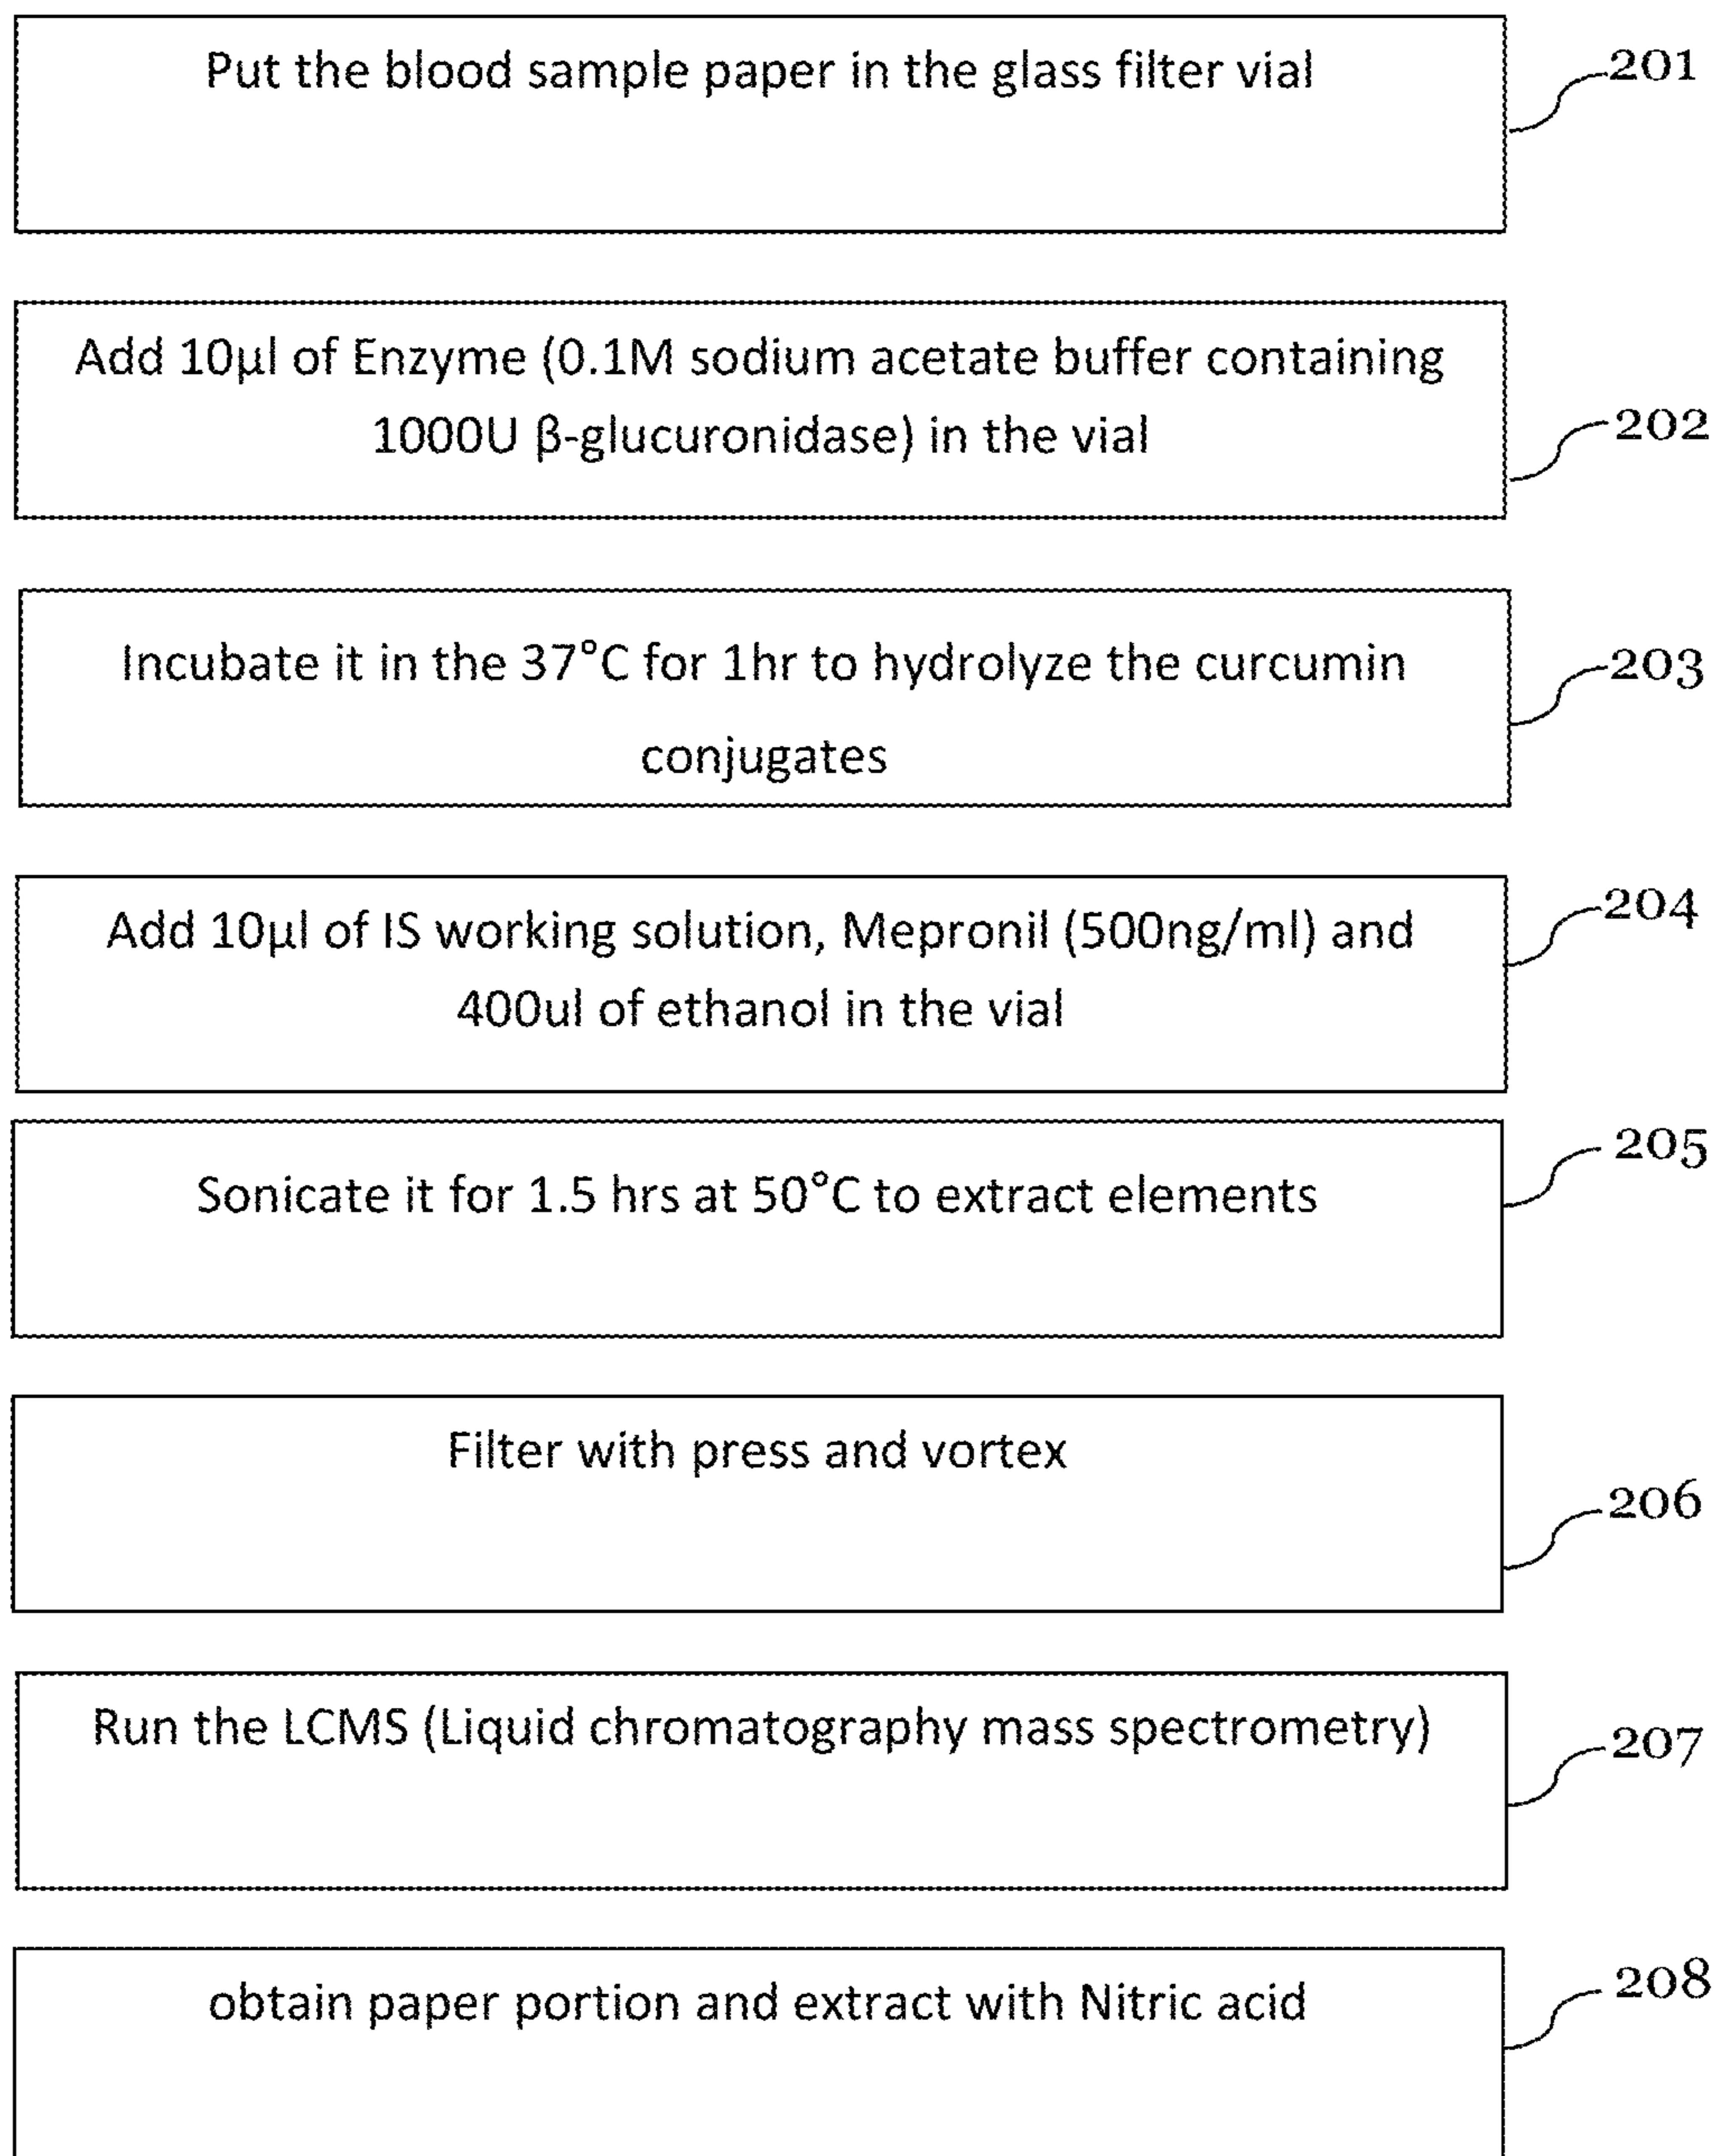 Put the blood sample paper in the glass filter vial
201
Add 10µl of Enzyme (0.1M sodium acetate buffer containing
1000U β-glucuronidase) in the vial
202
Incubate it in the 37°C for 1hr to hydrolyze the curcumin
conjugates
203
Add 10µl of IS working solution, Mepronil (500ng/ml) and
400ul of ethanol in the vial
204
Sonicate it for 1.5 hrs at 50°C to extract elements
205
Filter with press and vortex
206
Run the LCMS (Liquid chromatography mass spectrometry)
207
obtain paper portion and extract with Nitric acid
208